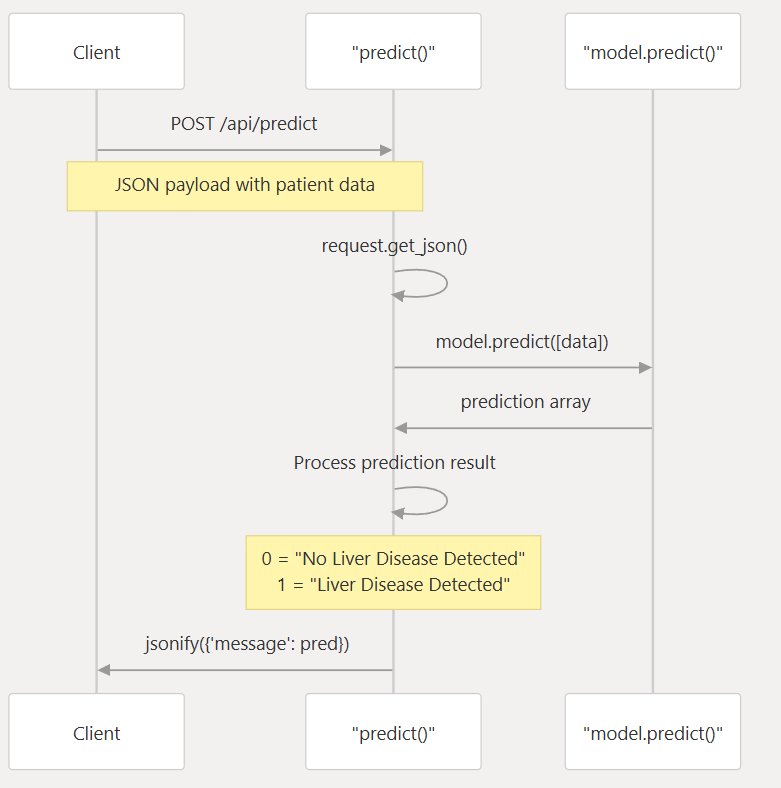 Client
"predict()"
"model.predict()"
POST /api/predict
JSON payload with patient data
request.get_json()
model.predict([data])
prediction array
Process prediction result
0 = "No Liver Disease Detected"
1 = "Liver Disease Detected"
jsonify({'message': pred})
Client
"predict()"
"model.predict()"